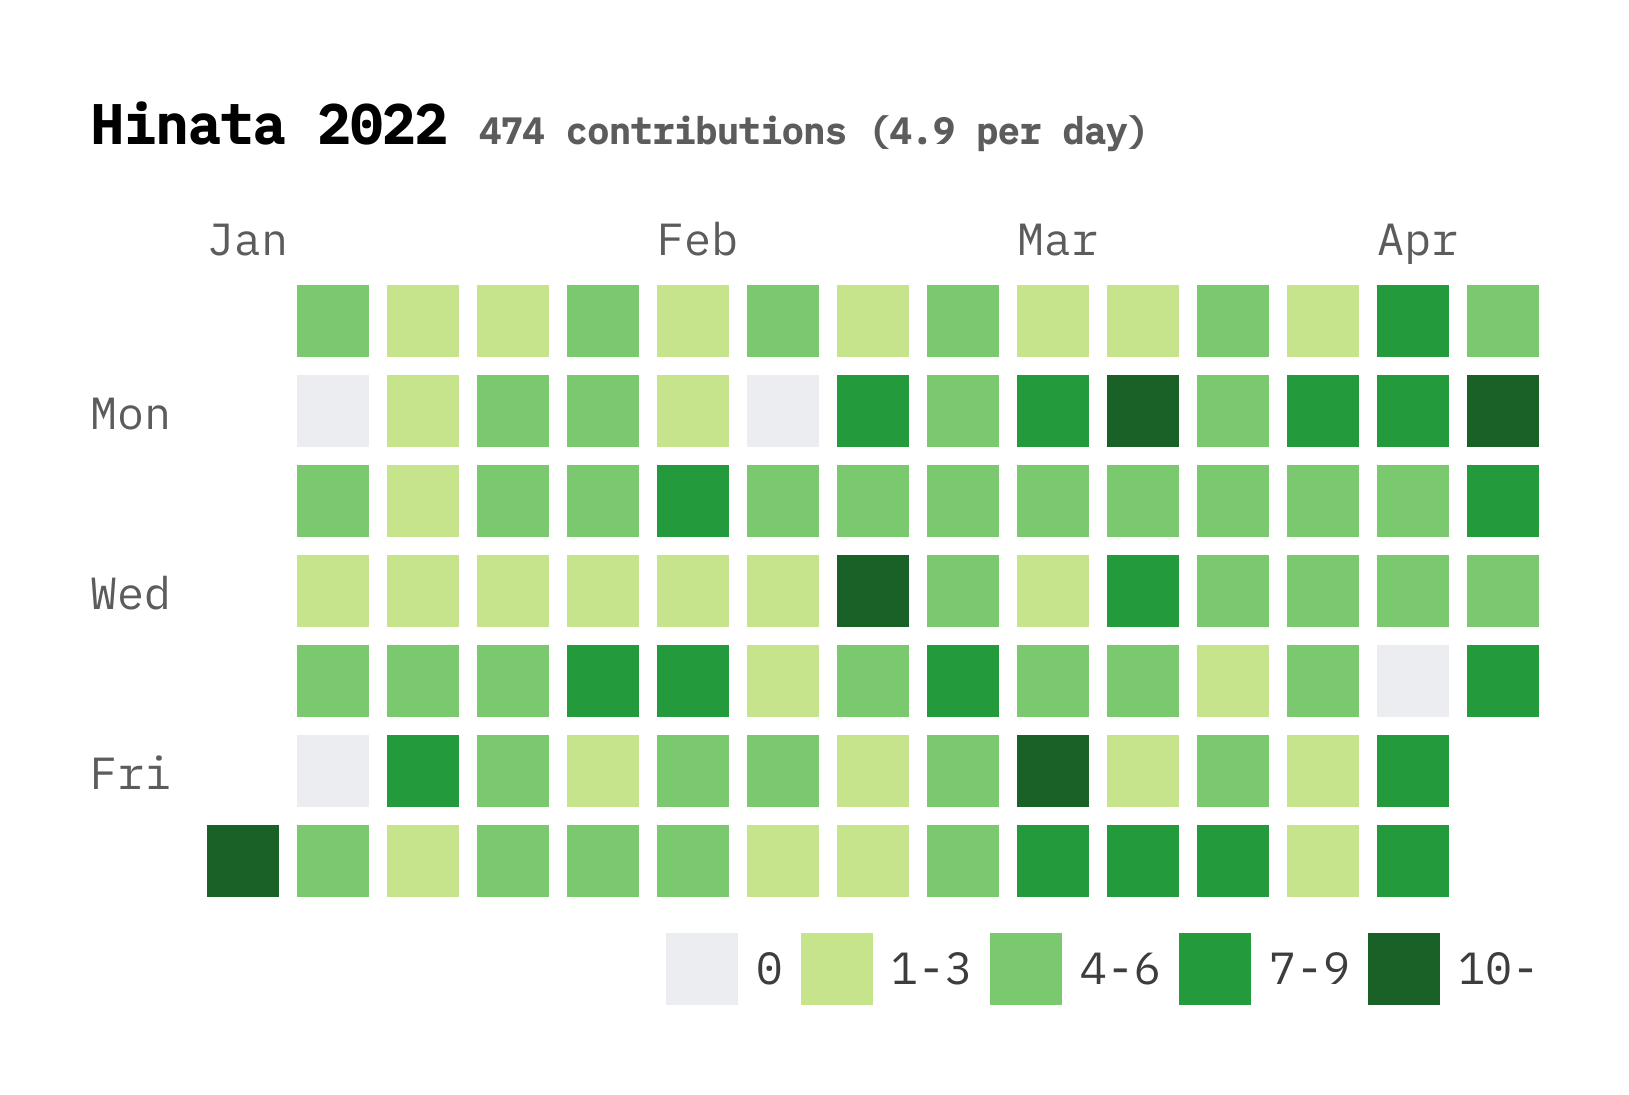 Hinata 2022 474 contributions (4.9 per day)
Jan Feb Mar Apr
Mon
Wed
Fri
0 1-3 4-6 7-9 10-